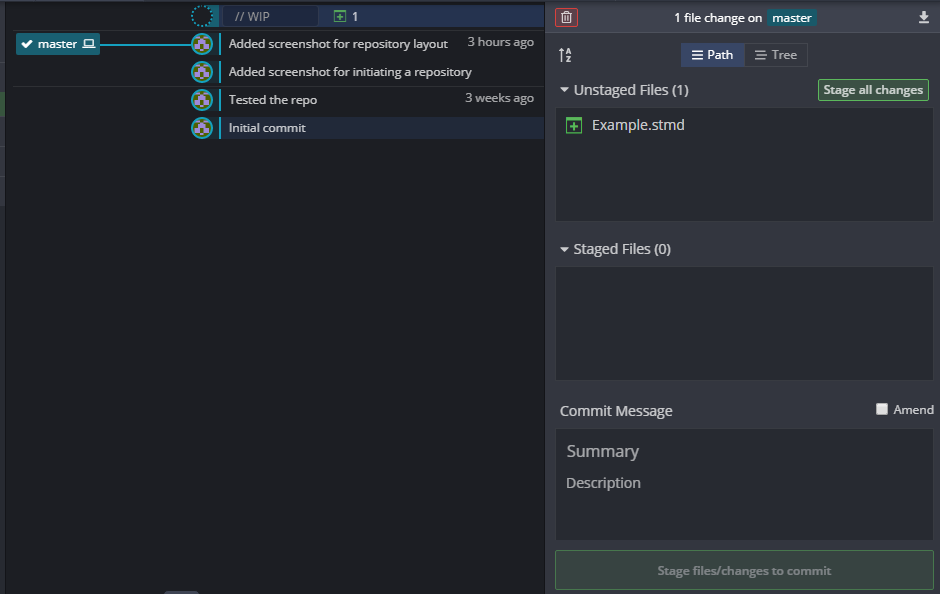 // WIP 1
master Added screenshot for repository layout 3 hours ago
Added screenshot for initiating a repository
Tested the repo 3 weeks ago
Initial commit
1 file change on master
Path Tree
Unstaged Files (1) Stage all changes
Example.stmd
Staged Files (0)
Commit Message Amend
Summary
Description
Stage files/changes to commit